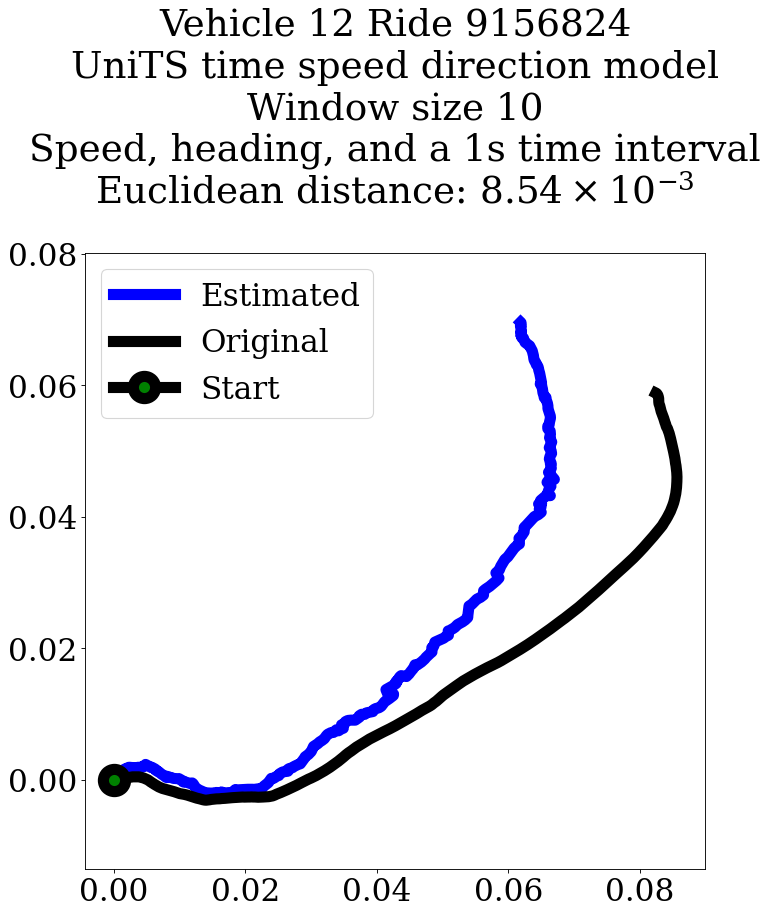 Vehicle 12 Ride 9156824
UniTS time speed direction model
Window size 10
Speed, heading, and a 1s time interval
Euclidean distance: 8.54 × 10⁻³
0.08
Estimated
Original
Start
0.06
0.04
0.02
0.00
0.00 0.02 0.04 0.06 0.08